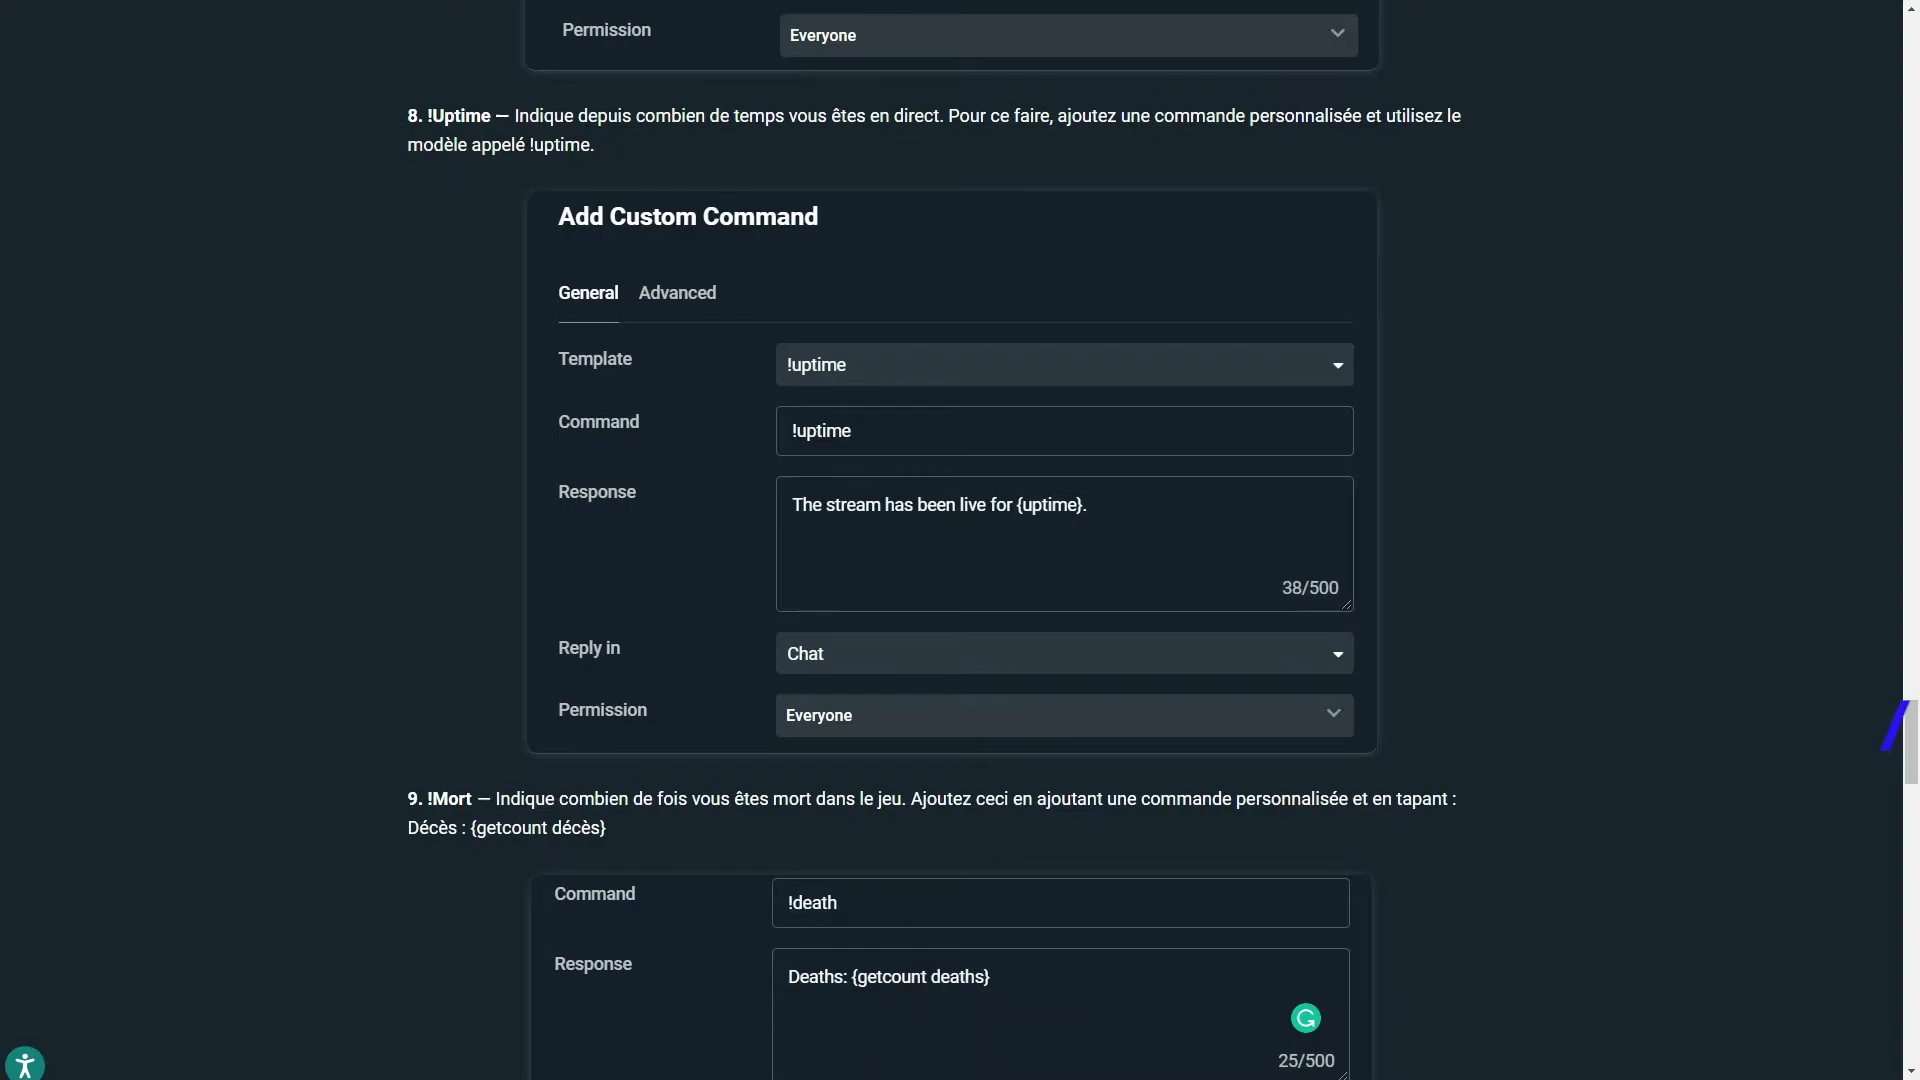 Permission
Everyone
8. !Uptime — Indique depuis combien de temps vous êtes en direct. Pour ce faire, ajoutez une commande personnalisée et utilisez le
modèle appelé !uptime.
Add Custom Command
General Advanced
Template
!uptime
Command
!uptime
Response
The stream has been live for {uptime}.
38/500
Reply in
Chat
Permission
Everyone
9. !Mort — Indique combien de fois vous êtes mort dans le jeu. Ajoutez ceci en ajoutant une commande personnalisée et en tapant :
Décès : {getcount décès}
Command
!death
Response
Deaths: {getcount deaths}
25/500